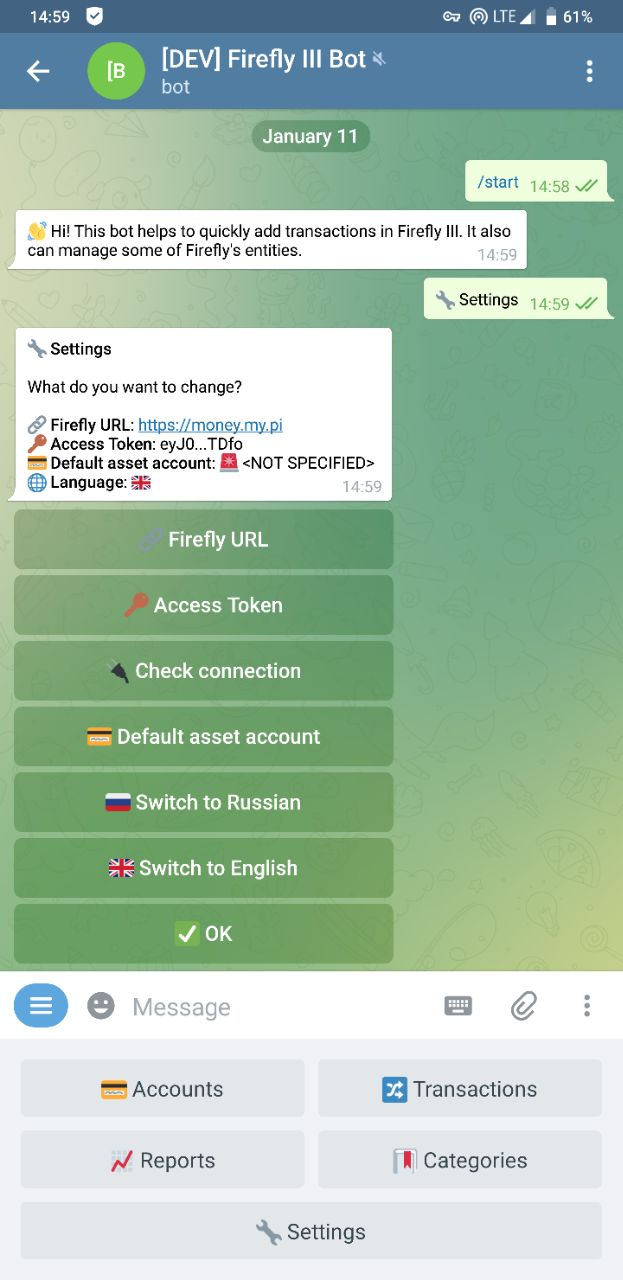 14:59 LTE 61%
[B
[DEV] Firefly III Bot
bot
January 11
/start 14:58
👋 Hi! This bot helps to quickly add transactions in Firefly III. It also
can manage some of Firefly's entities.
14:59
🔧 Settings 14:59
🔧 Settings
What do you want to change?
🔗 Firefly URL: https://money.my.pi
🔑 Access Token: eyJ0...TDfo
💳 Default asset account: 🚨 <NOT SPECIFIED>
🌐 Language: 🇬🇧
14:59
🔗 Firefly URL
🔑 Access Token
🔌 Check connection
💳 Default asset account
🇷🇺 Switch to Russian
🇬🇧 Switch to English
✅ OK
Message
💳 Accounts
🔀 Transactions
📈 Reports
📑 Categories
🔧 Settings